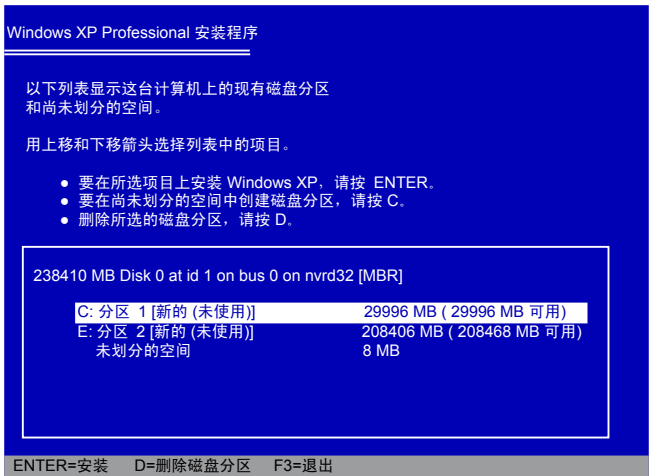 Windows XP Professional 安装程序
以下列表显示这台计算机上的现有磁盘分区
和尚未划分的空间。
用上移和下移箭头选择列表中的项目。
● 要在所选项目上安装 Windows XP，请按 ENTER。
● 要在尚未划分的空间中创建磁盘分区，请按 C。
● 删除所选的磁盘分区，请按 D。
238410 MB Disk 0 at id 1 on bus 0 on nvrd32 [MBR]
C: 分区 1 [新的 (未使用)] 29996 MB ( 29996 MB 可用)
E: 分区 2 [新的 (未使用)] 208406 MB ( 208468 MB 可用)
未划分的空间 8 MB
ENTER=安装 D=删除磁盘分区 F3=退出